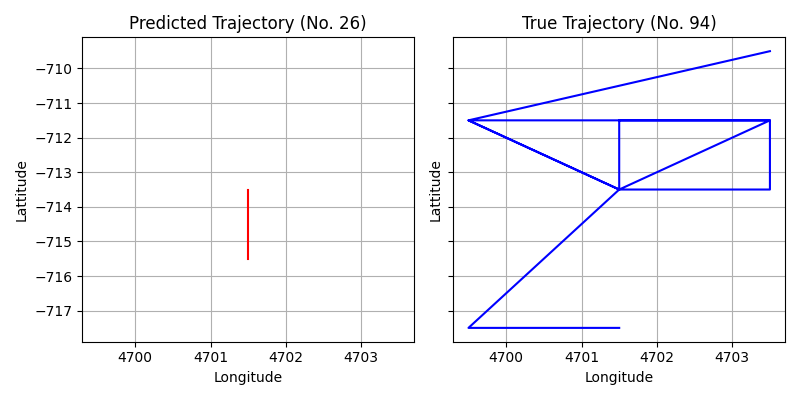 Predicted Trajectory (No. 26)
True Trajectory (No. 94)
Lattitude
−710
−711
−712
−713
−714
−715
−716
−717
4700
4701
4702
4703
Longitude
Lattitude
4700
4701
4702
4703
Longitude